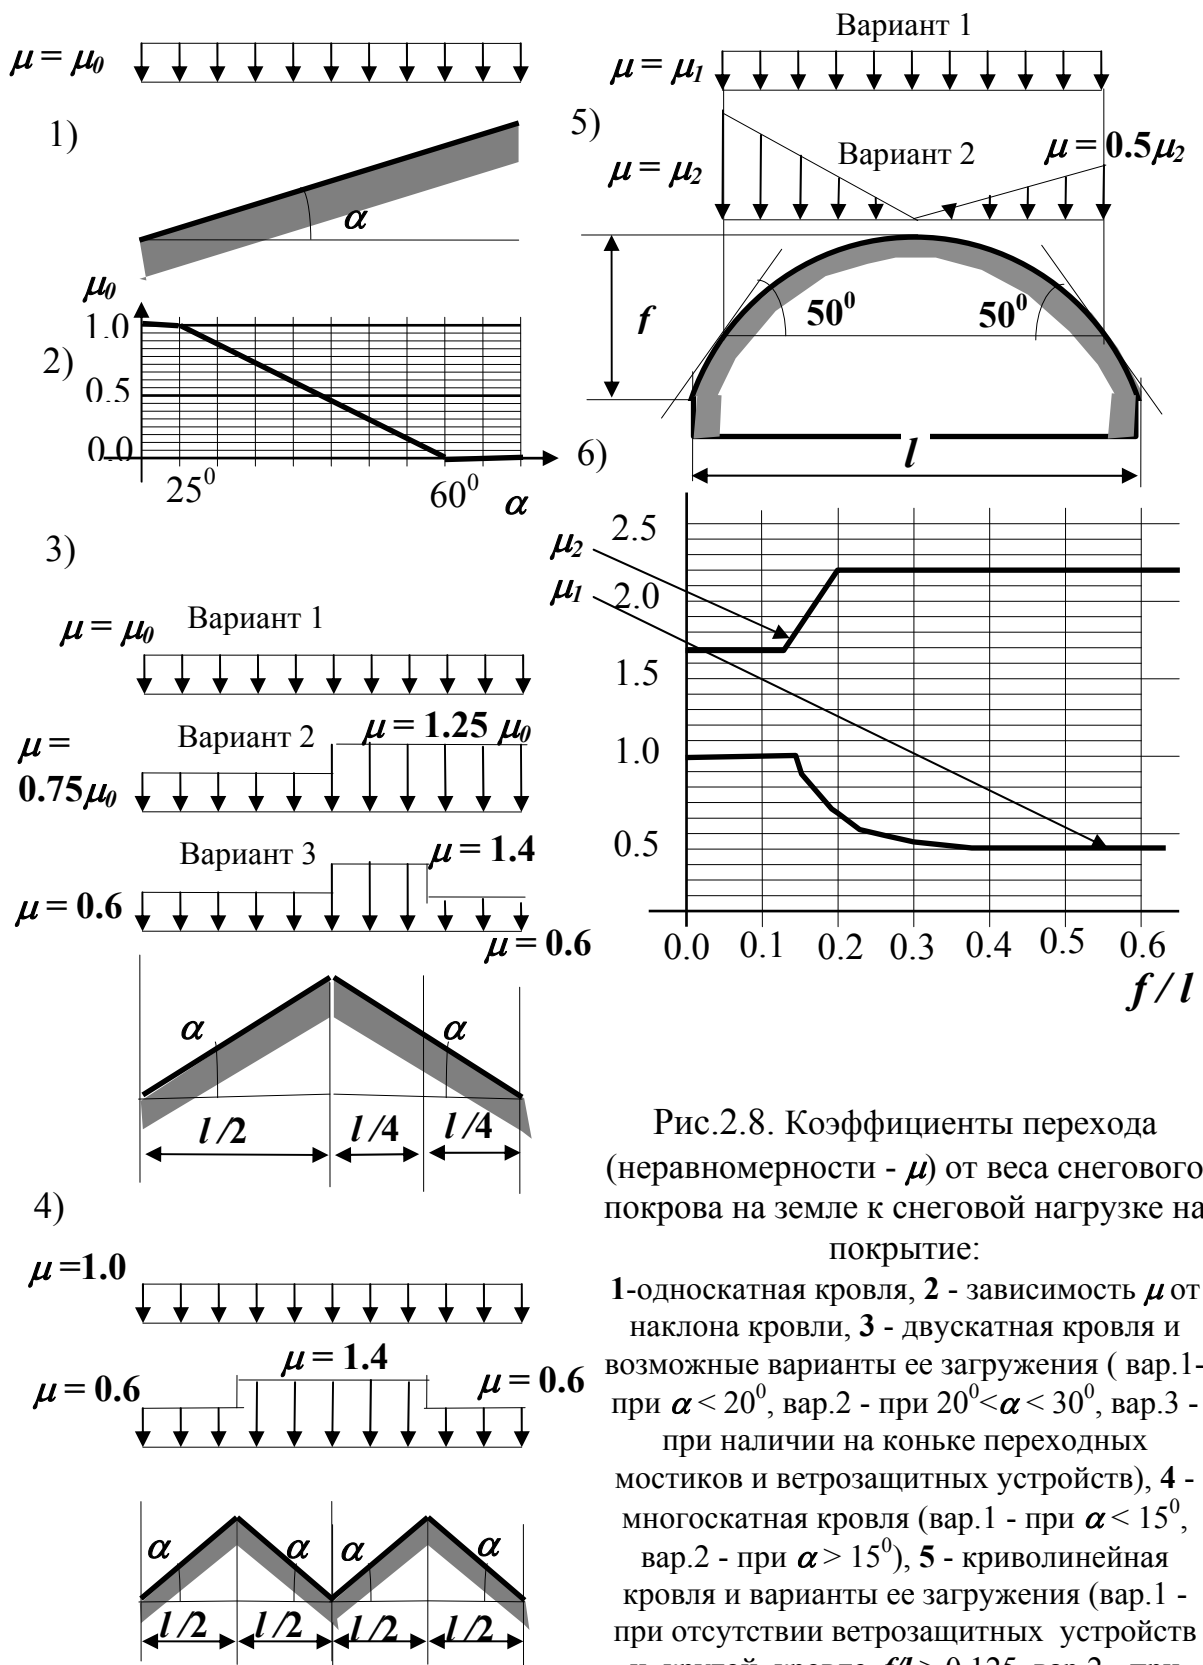 μ = μ₀
1)
α
μ₀
1.0
2)
0.5
0.0
25⁰
60⁰
α
3)
μ = μ₀
Вариант 1
μ =
0.75μ₀
Вариант 2
μ = 1.25 μ₀
Вариант 3
μ = 1.4
μ = 0.6
μ = 0.6
α
α
l /2
l /4
l /4
4)
μ =1.0
μ = 0.6
μ = 1.4
μ = 0.6
α
α
α
α
l /2
l /2
l /2
l /2
Вариант 1
μ = μ₁
5)
Вариант 2
μ = μ₂
μ = 0.5μ₂
f
50⁰
50⁰
l
6)
μ₂
μ₁
2.5
2.0
1.5
1.0
0.5
0.0 0.1 0.2 0.3 0.4 0.5 0.6
f / l
Рис.2.8. Коэффициенты перехода
(неравномерности - μ) от веса снегового
покрова на земле к снеговой нагрузке на
покрытие:
1-односкатная кровля, 2 - зависимость μ от
наклона кровли, 3 - двускатная кровля и
возможные варианты ее загружения ( вар.1-
при α < 20⁰, вар.2 - при 20⁰<α < 30⁰, вар.3 -
при наличии на коньке переходных
мостиков и ветрозащитных устройств), 4 -
многоскатная кровля (вар.1 - при α < 15⁰,
вар.2 - при α > 15⁰), 5 - криволинейная
кровля и варианты ее загружения (вар.1 -
при отсутствии ветрозащитных устройств
и крутой кровле f/l > 0.125, вар.2 - при